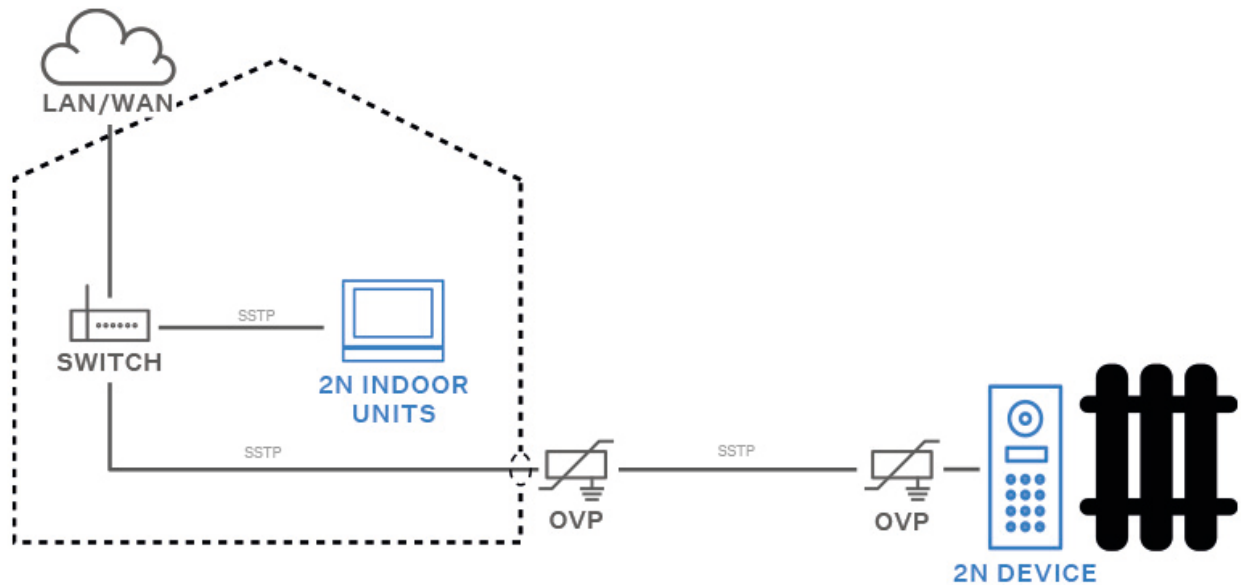 LAN/WAN
SSTP
SWITCH
2N INDOOR
UNITS
SSTP
SSTP
OVP
OVP
2N DEVICE